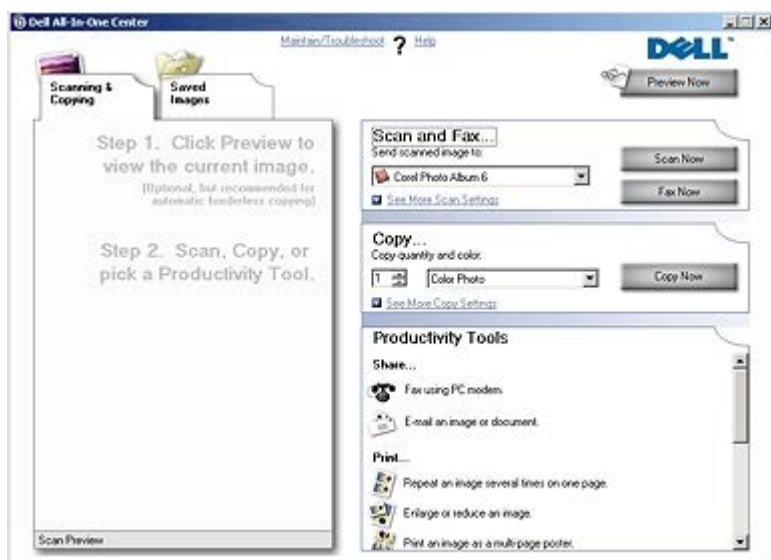 Dell All-In-One Center
Maintain/Troubleshoot ? Help
DELL
Preview Now
Scanning &
Copying
Saved
Images
Step 1. Click Preview to
view the current image.
(Optional, but recommended for
automatic borderless copying)
Step 2. Scan, Copy, or
pick a Productivity Tool.
Scan Preview
Scan and Fax...
Send scanned image to:
Corel Photo Album 6
See More Scan Settings
Scan Now
Fax Now
Copy...
Copy quantity and color.
1 Color Photo
See More Copy Settings
Copy Now
Productivity Tools
Share...
Fax using PC modem.
E-mail an image or document.
Print...
Repeat an image several times on one page.
Enlarge or reduce an image.
Print an image as a multi-page poster.